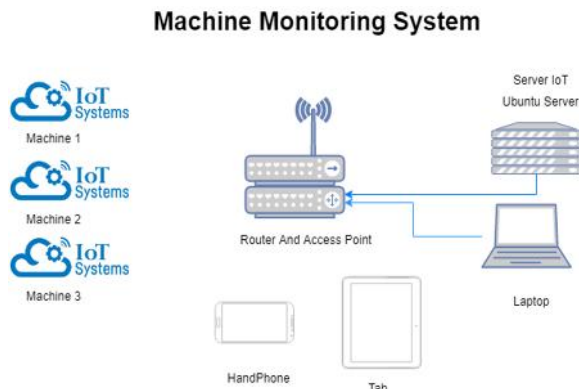 Machine Monitoring System
IoT
Systems
Machine 1
IoT
Systems
Machine 2
IoT
Systems
Machine 3
Router And Access Point
Server IoT
Ubuntu Server
Laptop
HandPhone
Tab